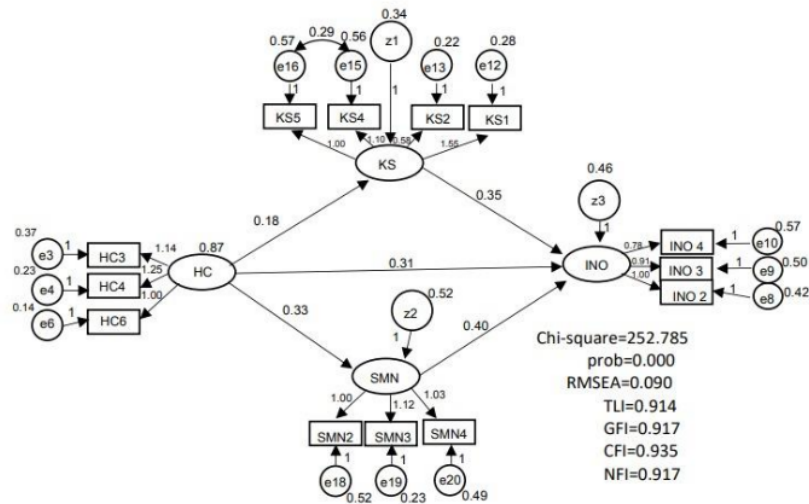 0.34
0.57 0.29 0.56 z1 0.22 0.28
e16 e15 e13 e12
1 1 1 1 1
KS5 KS4 KS2 KS1
1.00 1.10 0.58 1.55
KS
0.46
0.18 0.35 z3
0.37 0.87 1 0.57
e3 1 HC3 1.14 0.78 INO 4 1 e10
0.23 HC 0.31 INO 0.50
e4 1 HC4 1.25 0.91 INO 3 1 e9
0.14 1.00 1.00 INO 2 1 0.42
e6 1 HC6 e8
0.33 0.52 0.40
z2
1
SMN
1.00 1.12 1.03
SMN2 SMN3 SMN4
1 1 1
e18 e19 e20
0.52 0.23 0.49
Chi-square=252.785
prob=0.000
RMSEA=0.090
TLI=0.914
GFI=0.917
CFI=0.935
NFI=0.917